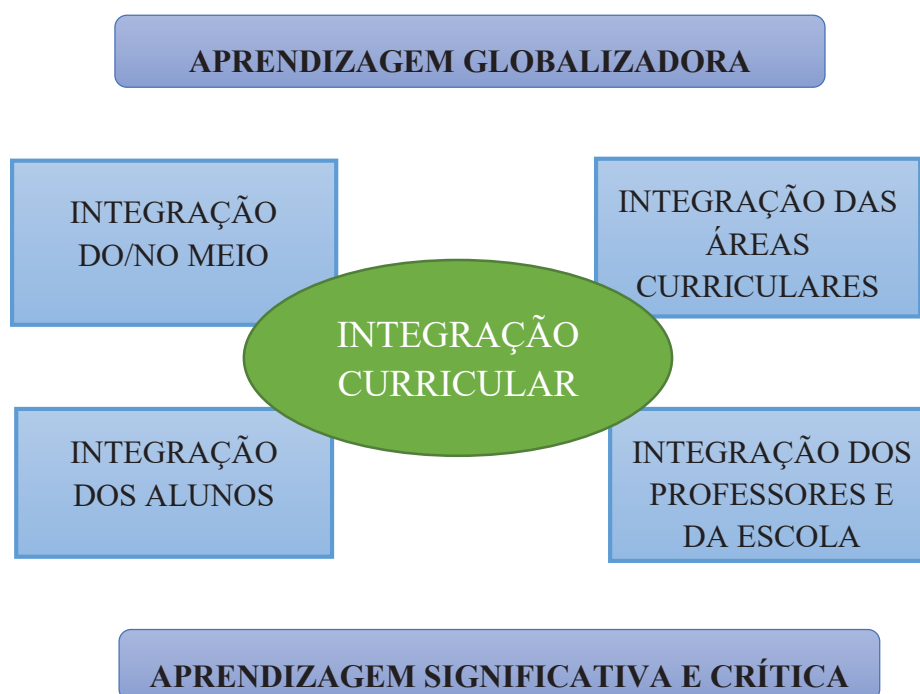 APRENDIZAGEM GLOBALIZADORA
INTEGRAÇÃO
DO/NO MEIO
INTEGRAÇÃO DAS
ÁREAS
CURRICULARES
INTEGRAÇÃO
CURRICULAR
INTEGRAÇÃO
DOS ALUNOS
INTEGRAÇÃO DOS
PROFESSORES E
DA ESCOLA
APRENDIZAGEM SIGNIFICATIVA E CRÍTICA